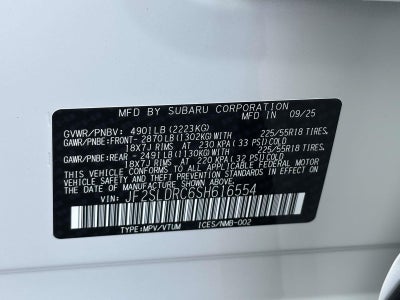 MFD BY SUBARU CORPORATION
MFD IN 09/25
GVWR/PNBV: 4901LB(2223KG)
GAWR/PNBE:FRONT- 2870LB(1302KG)WITH 225/55R18 TIRES,
18X7J RIMS AT 230 KPA(33 PSI)COLD
GAWR/PNBE:REAR - 2491LB(1130KG)WITH 225/55R18 TIRES,
18X7J RIMS AT 220 KPA(32 PSI)COLD
THIS VEHICLE CONFORMS TO ALL APPLICABLE FEDERAL MOTOR
VEHICLE SAFETY, BUMPER, AND THEFT PREVENTION STANDARDS
IN EFFECT ON THE DATE OF MANUFACTURE SHOWN ABOVE.
JF2SLDRC6SH616554
TYPE:MPV/VTUM ICES/NMB-002